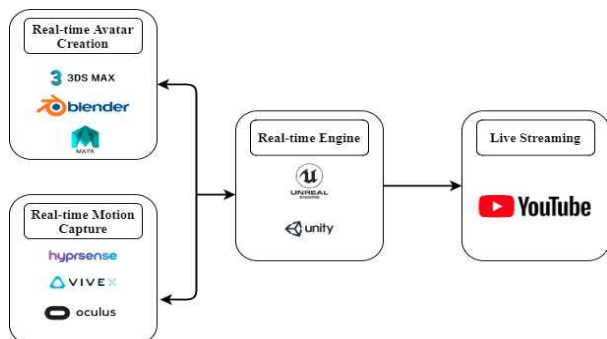 Real-time Avatar
Creation
3DS MAX
blender
MAYA
Real-time Motion
Capture
hyprsense
VIVE X
oculus
Real-time Engine
UNREAL
ENGINE
unity
Live Streaming
YouTube